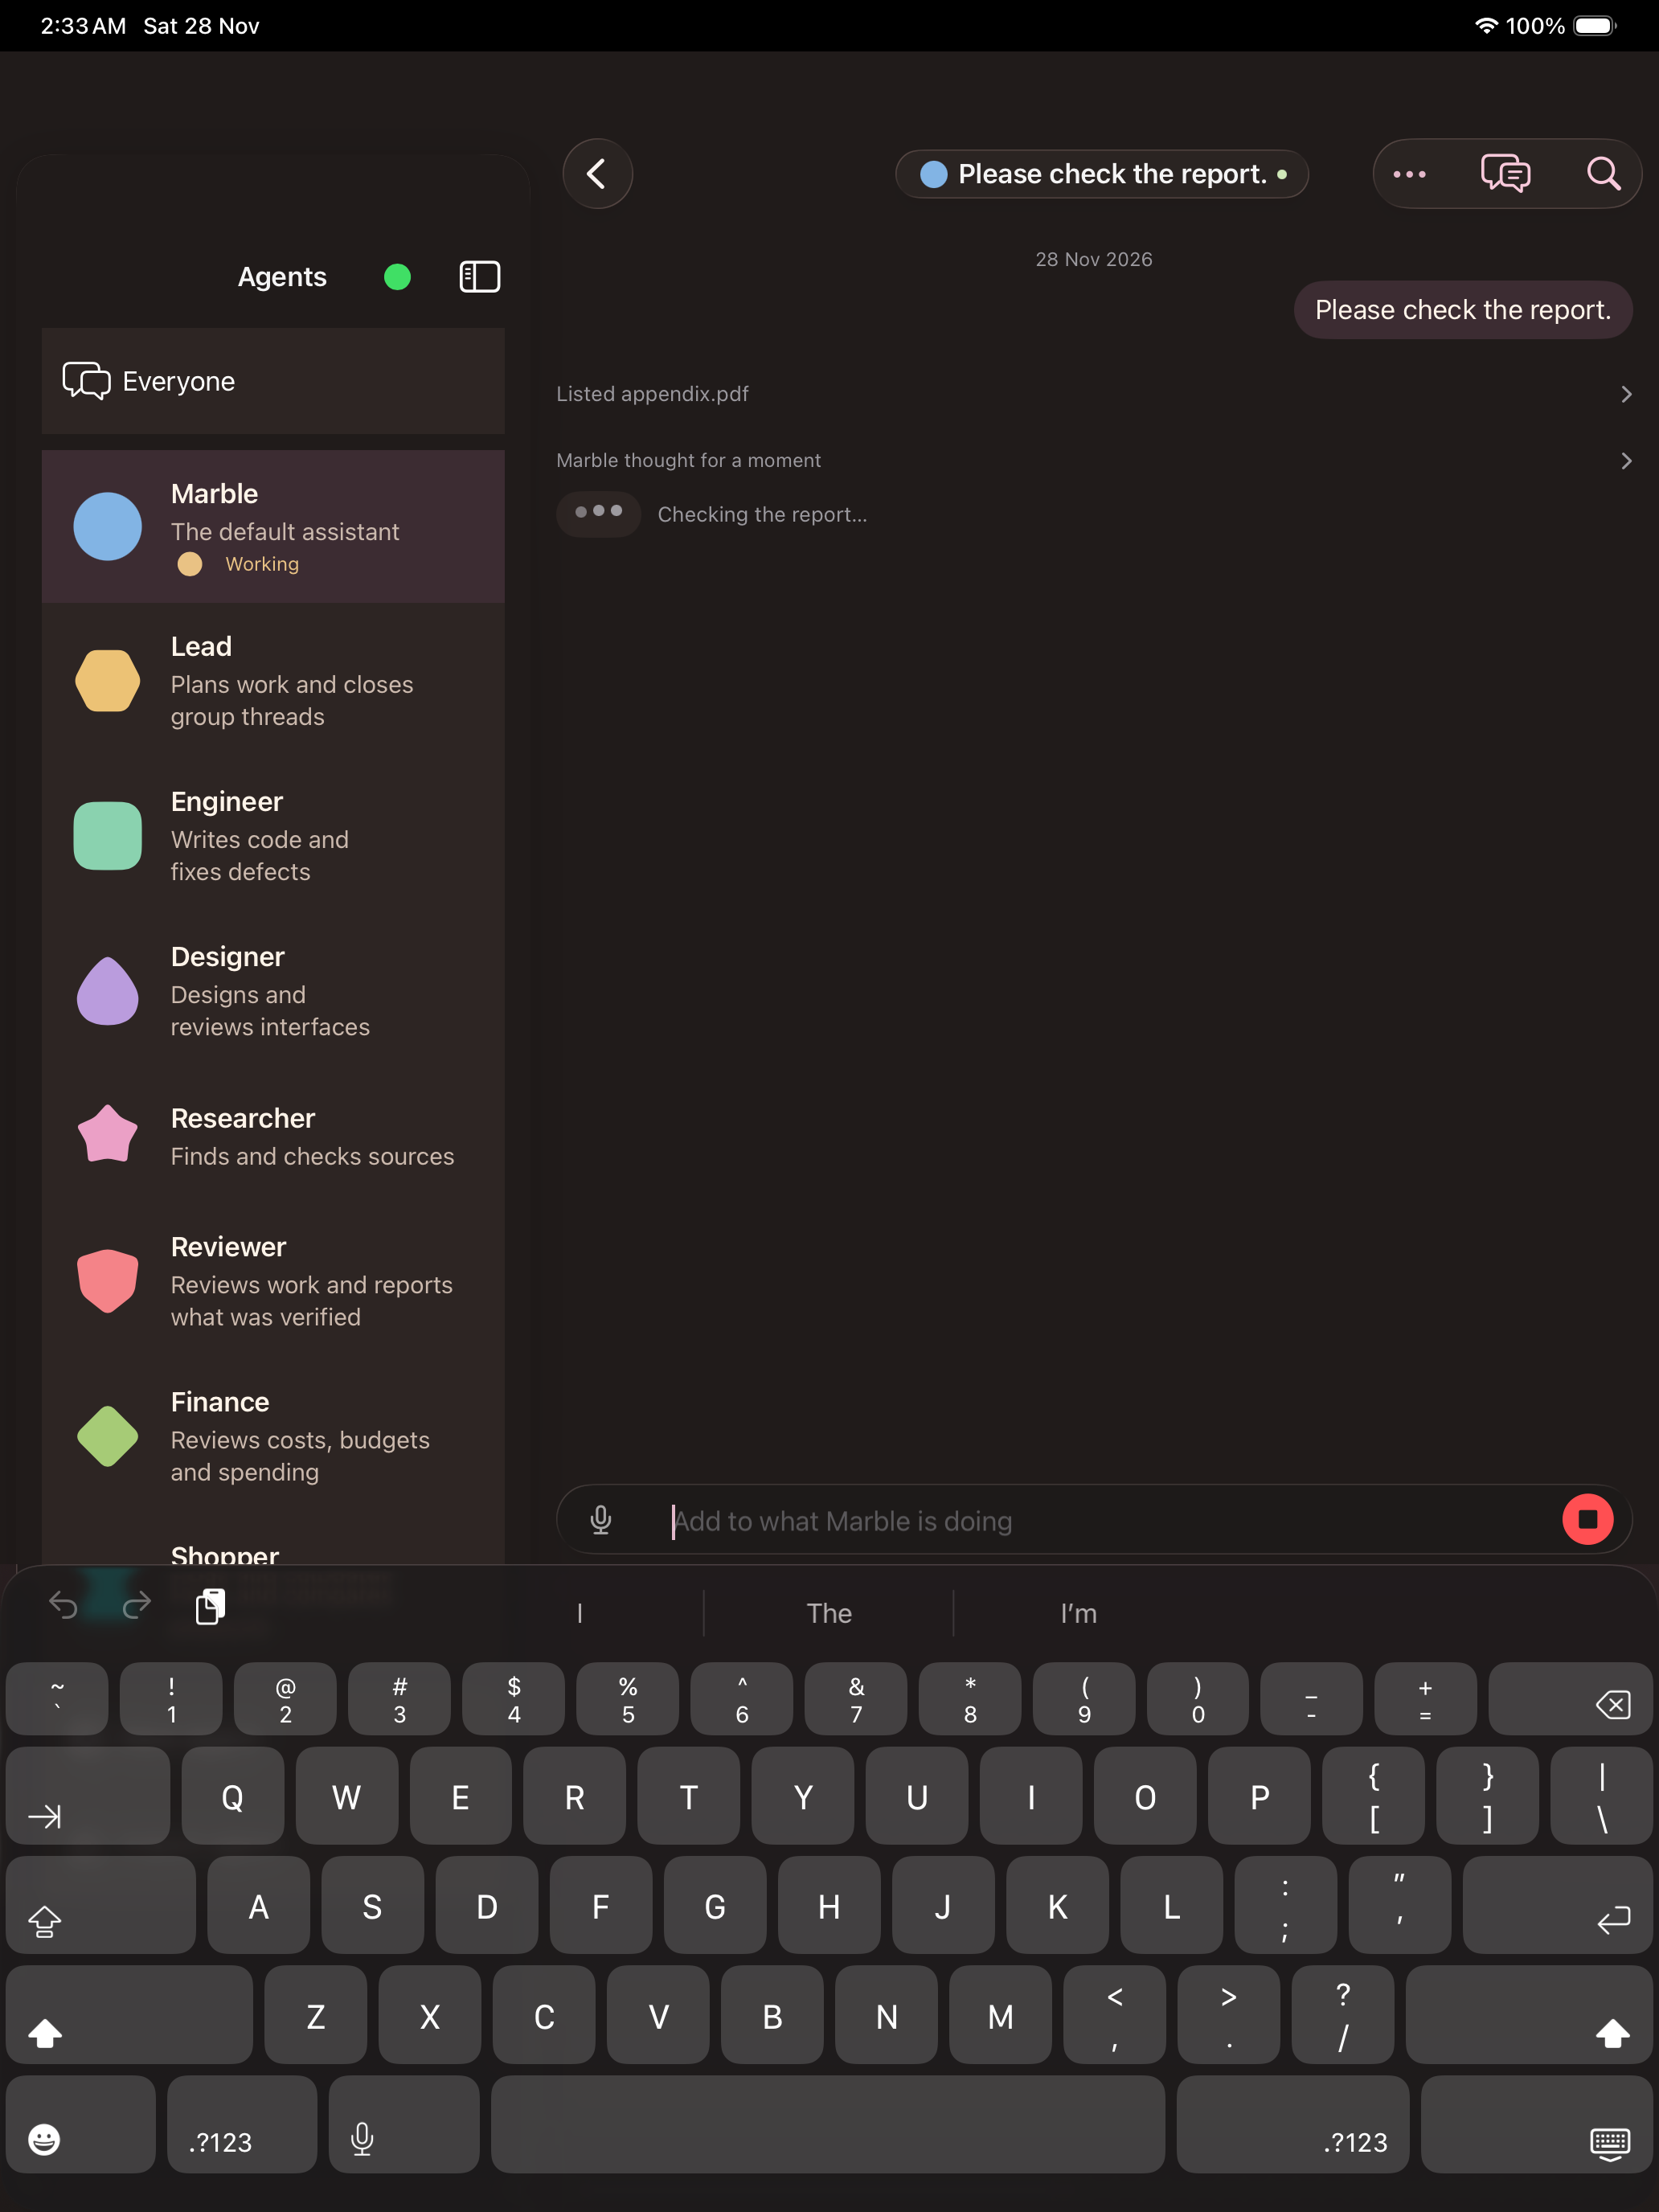 2:33 AM Sat 28 Nov
100%
Please check the report.
28 Nov 2026
Please check the report.
Listed appendix.pdf
Marble thought for a moment
Checking the report...
Agents
Everyone
Marble
The default assistant
Working
Lead
Plans work and closes
group threads
Engineer
Writes code and
fixes defects
Designer
Designs and
reviews interfaces
Researcher
Finds and checks sources
Reviewer
Reviews work and reports
what was verified
Finance
Reviews costs, budgets
and spending
Shopper
Add to what Marble is doing
I The I’m
~ ! @ # $ % ^ & * ( ) _ +
` 1 2 3 4 5 6 7 8 9 0 - =
Q W E R T Y U I O P { } |
[ ] \
A S D F G H J K L : "
; '
Z X C V B N M < > ?
, . /
.?123 .?123